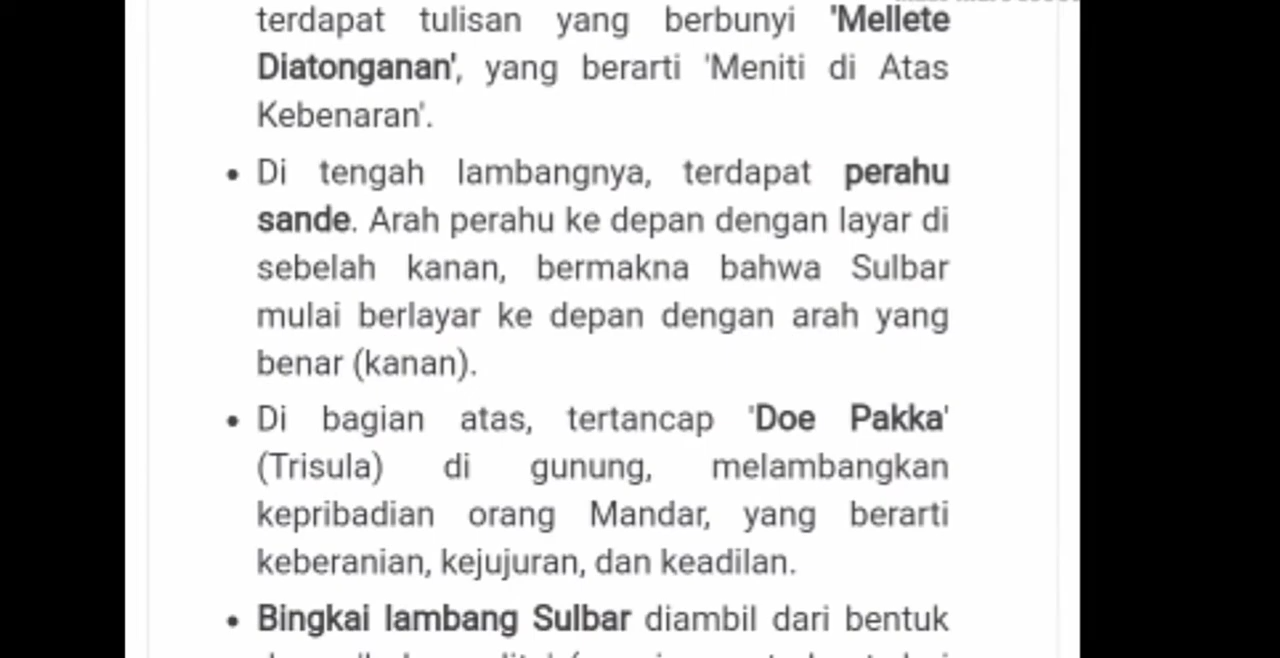 terdapat tulisan yang berbunyi 'Mellete
Diatonganan', yang berarti 'Meniti di Atas
Kebenaran'.
• Di tengah lambangnya, terdapat perahu
sande. Arah perahu ke depan dengan layar di
sebelah kanan, bermakna bahwa Sulbar
mulai berlayar ke depan dengan arah yang
benar (kanan).
• Di bagian atas, tertancap 'Doe Pakka'
(Trisula) di gunung, melambangkan
kepribadian orang Mandar, yang berarti
keberanian, kejujuran, dan keadilan.
• Bingkai lambang Sulbar diambil dari bentuk